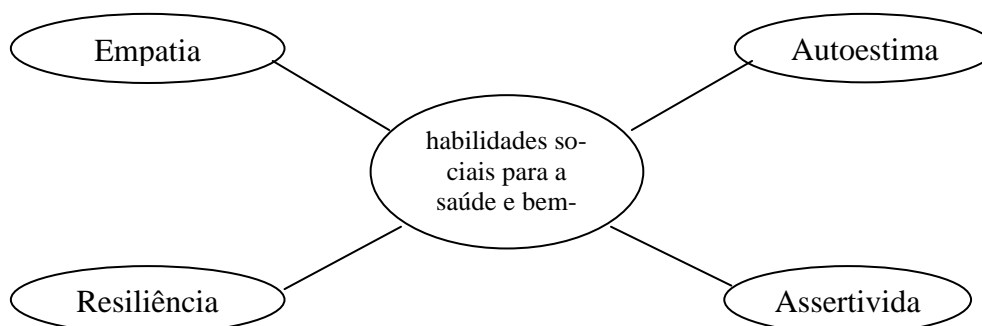 Empatia
Autoestima
habilidades so-
ciais para a
saúde e bem-
Resiliência
Assertivida